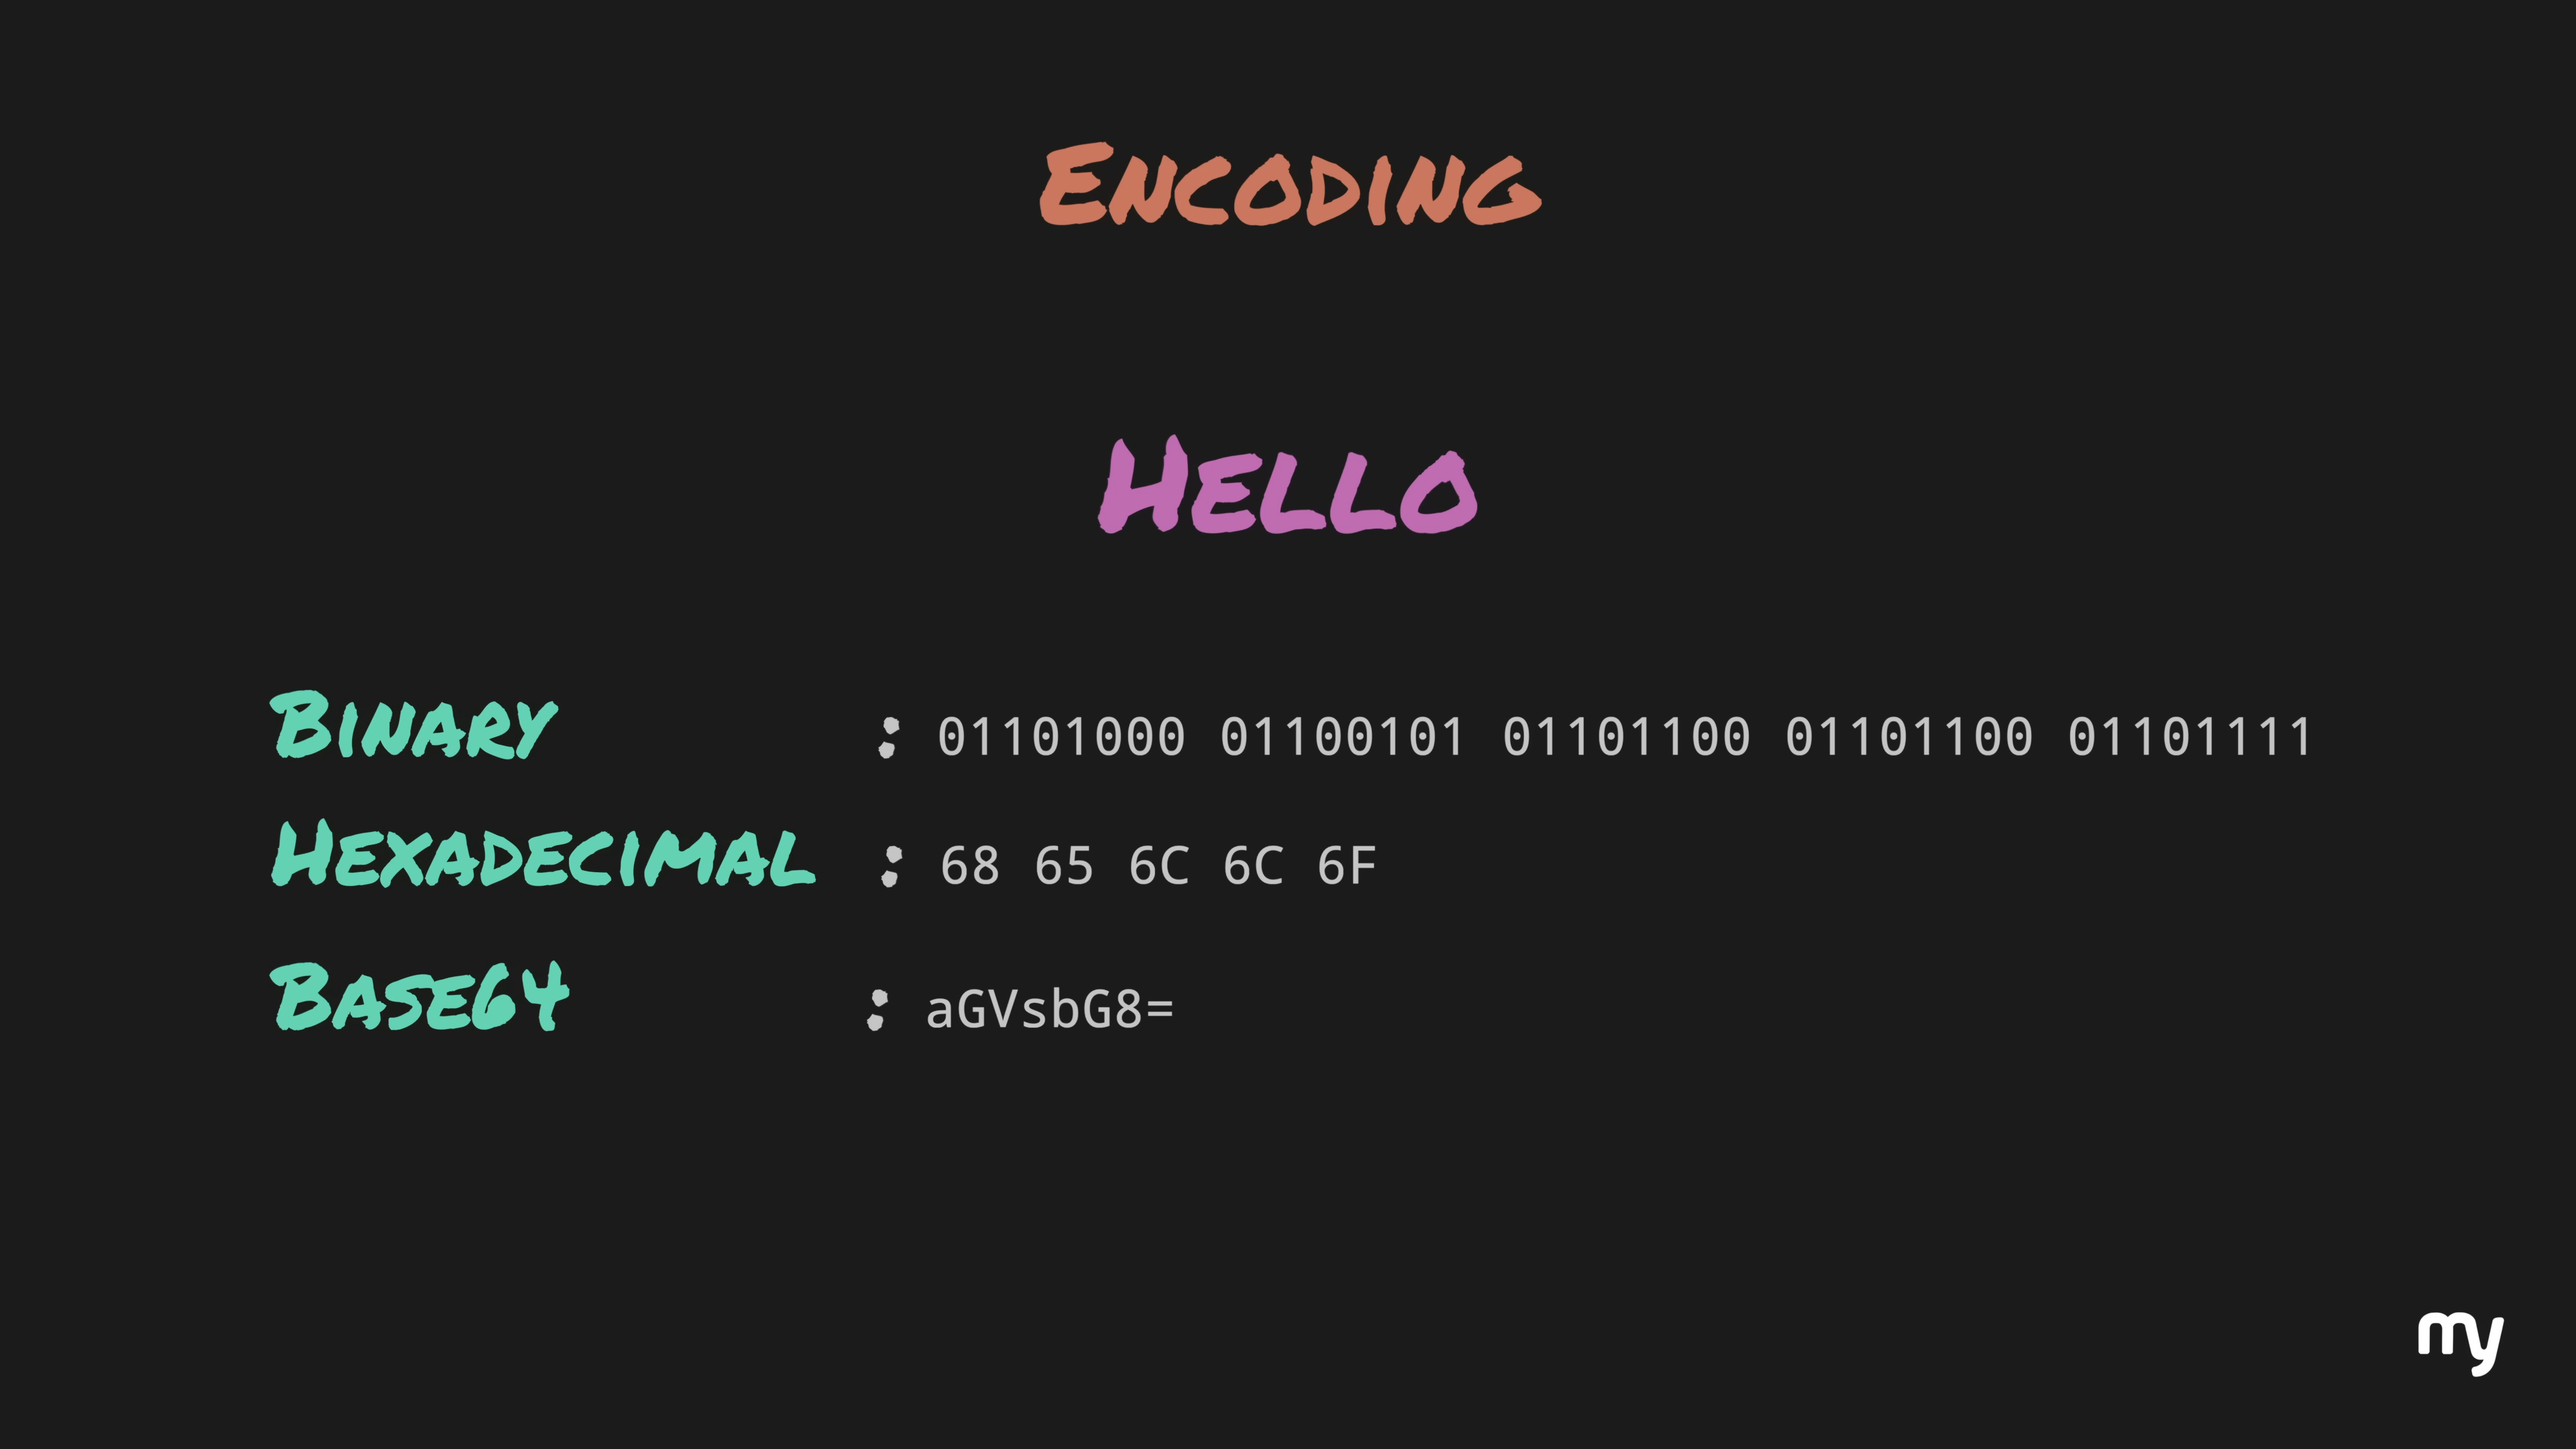 Encoding
Hello
Binary : 01101000 01100101 01101100 01101100 01101111
Hexadecimal : 68 65 6C 6C 6F
Base64 : aGVsbG8=
my